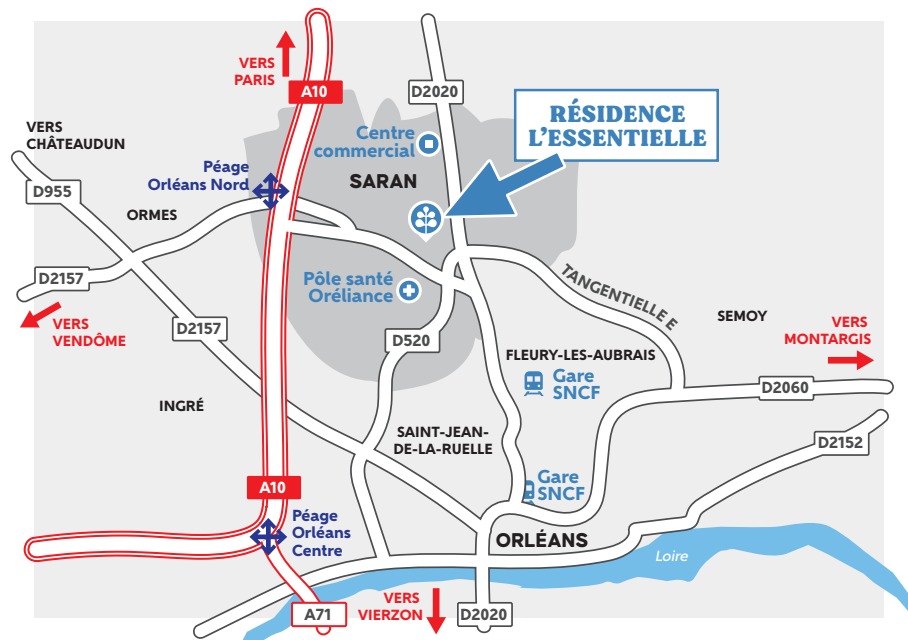 VERS
PARIS
A10
D2020
RÉSIDENCE
L'ESSENTIELLE
VERS
CHÂTEAUDUN
Centre
commercial
Péage
Orléans Nord
SARAN
D955
ORMES
D2157
Pôle santé
Oréliance
TANGENTIELLE E
VERS
VENDÔME
D2157
D520
SEMOY
VERS
MONTARGIS
FLEURY-LES-AUBRAIS
Gare
SNCF
D2060
INGRÉ
SAINT-JEAN-
DE-LA-RUELLE
D2152
A10
Gare
SNCF
Péage
Orléans
Centre
ORLÉANS
Loire
A71
VERS
VIERZON
D2020